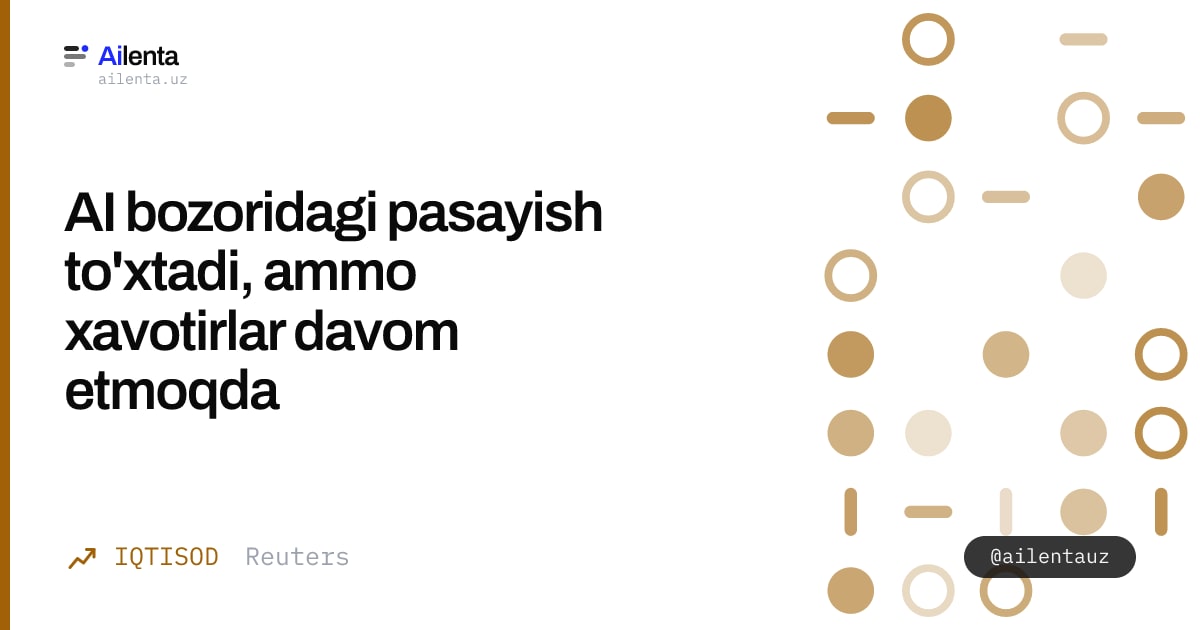 Ailenta
ailenta.uz
AI bozoridagi pasayish
to'xtadi, ammo
xavotirlar davom
etmoqda
IQTISOD Reuters
@ailentauz